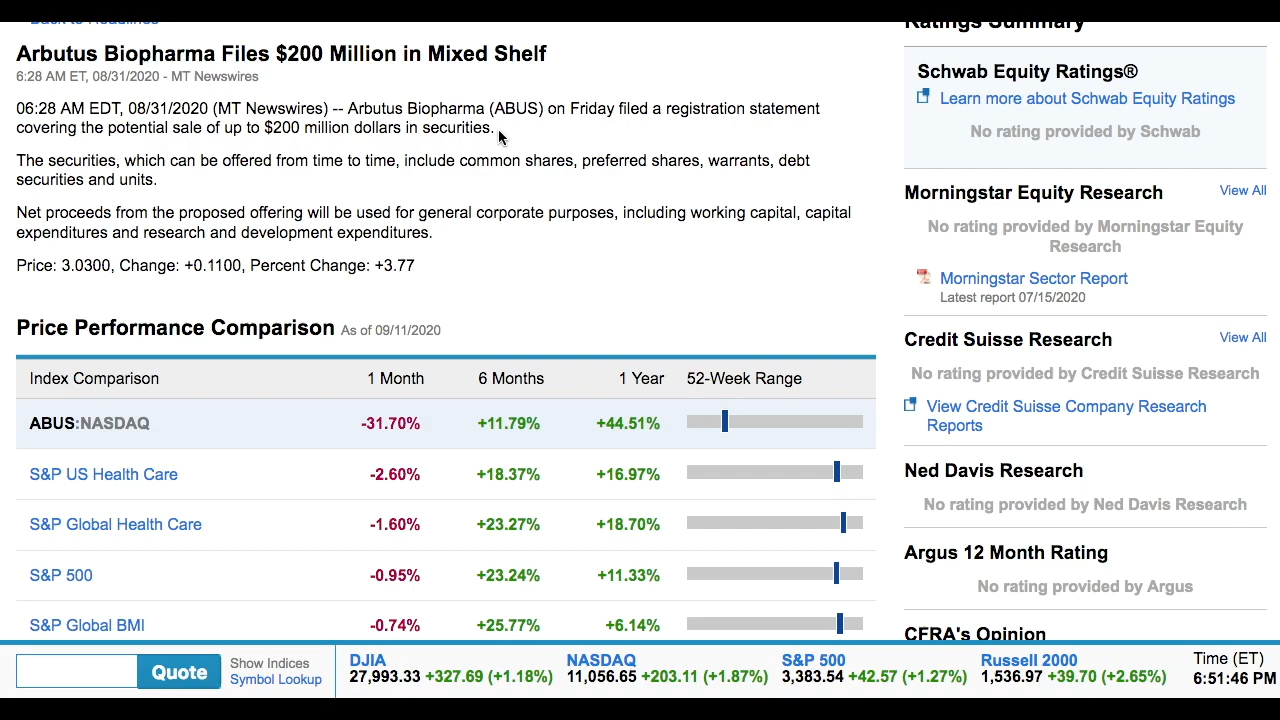 Back to Headlines
Arbutus Biopharma Files $200 Million in Mixed Shelf
6:28 AM ET, 08/31/2020 - MT Newswires
06:28 AM EDT, 08/31/2020 (MT Newswires) -- Arbutus Biopharma (ABUS) on Friday filed a registration statement
covering the potential sale of up to $200 million dollars in securities.
The securities, which can be offered from time to time, include common shares, preferred shares, warrants, debt
securities and units.
Net proceeds from the proposed offering will be used for general corporate purposes, including working capital, capital
expenditures and research and development expenditures.
Price: 3.0300, Change: +0.1100, Percent Change: +3.77
Price Performance Comparison As of 09/11/2020
Index Comparison 1 Month 6 Months 1 Year 52-Week Range
ABUS:NASDAQ -31.70% +11.79% +44.51%
S&P US Health Care -2.60% +18.37% +16.97%
S&P Global Health Care -1.60% +23.27% +18.70%
S&P 500 -0.95% +23.24% +11.33%
S&P Global BMI -0.74% +25.77% +6.14%
Ratings Summary
Schwab Equity Ratings®
Learn more about Schwab Equity Ratings
No rating provided by Schwab
Morningstar Equity Research View All
No rating provided by Morningstar Equity
Research
Morningstar Sector Report
Latest report 07/15/2020
Credit Suisse Research View All
No rating provided by Credit Suisse Research
View Credit Suisse Company Research
Reports
Ned Davis Research
No rating provided by Ned Davis Research
Argus 12 Month Rating
No rating provided by Argus
CFRA's Opinion
Quote
Show Indices
Symbol Lookup
DJIA NASDAQ S&P 500 Russell 2000 Time (ET)
27,993.33 +327.69 (+1.18%) 11,056.65 +203.11 (+1.87%) 3,383.54 +42.57 (+1.27%) 1,536.97 +39.70 (+2.65%) 6:51:46 PM